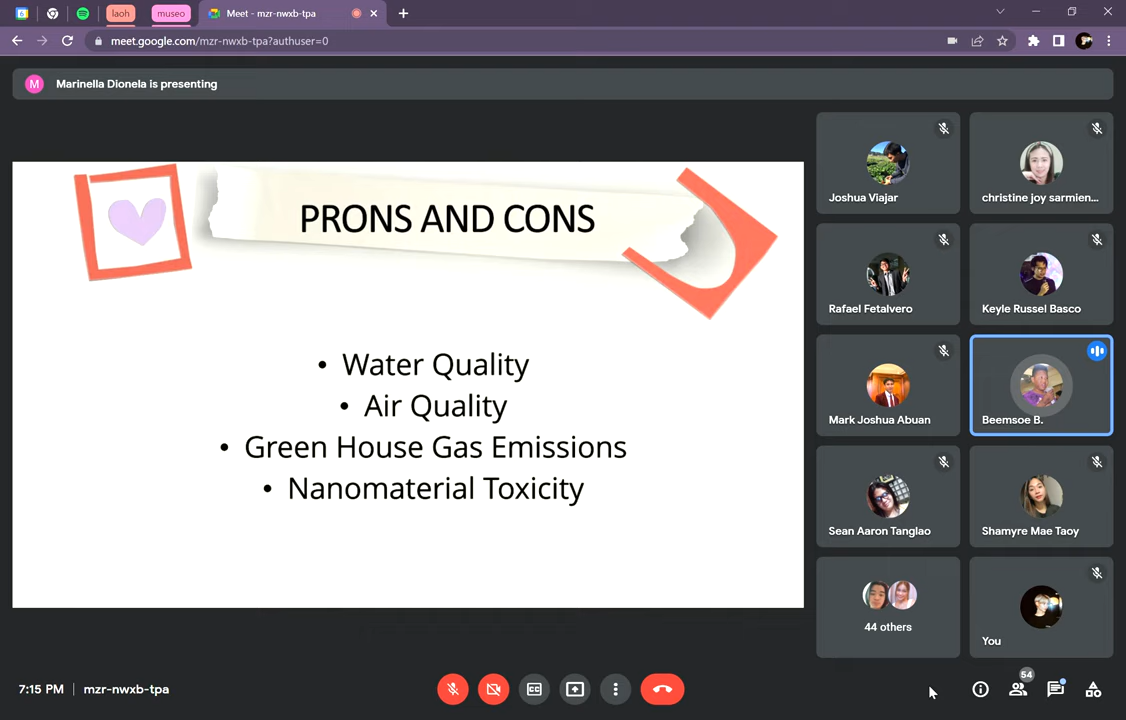 6
laoh
museo
Meet - mzr-nwxb-tpa
meet.google.com/mzr-nwxb-tpa?authuser=0
M
Marinella Dionela is presenting
PRONS AND CONS
• Water Quality
• Air Quality
• Green House Gas Emissions
• Nanomaterial Toxicity
Joshua Viajar
christine joy sarmien...
Rafael Fetalvero
Keyle Russel Basco
Mark Joshua Abuan
Beemsoe B.
Sean Aaron Tanglao
Shamyre Mae Taoy
44 others
You
7:15 PM
mzr-nwxb-tpa
CC
54